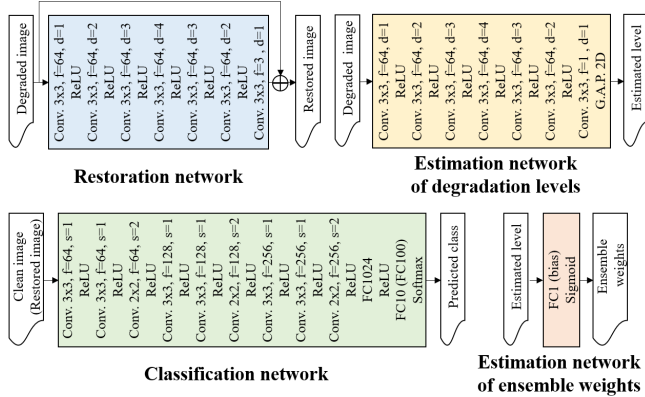 Degraded image
Conv. 3x3, f=64, d=1
ReLU
Conv. 3x3, f=64, d=2
ReLU
Conv. 3x3, f=64, d=3
ReLU
Conv. 3x3, f=64, d=4
ReLU
Conv. 3x3, f=64, d=3
ReLU
Conv. 3x3, f=64, d=2
ReLU
Conv. 3x3, f=3 , d=1
Restored image
Restoration network
Degraded image
Conv. 3x3, f=64, d=1
ReLU
Conv. 3x3, f=64, d=2
ReLU
Conv. 3x3, f=64, d=3
ReLU
Conv. 3x3, f=64, d=4
ReLU
Conv. 3x3, f=64, d=3
ReLU
Conv. 3x3, f=64, d=2
ReLU
Conv. 3x3, f=1 , d=1
G.A.P. 2D
Estimated level
Estimation network
of degradation levels
Clean image
(Restored image)
Conv. 3x3, f=64, s=1
ReLU
Conv. 3x3, f=64, s=1
ReLU
Conv. 2x2, f=64, s=2
ReLU
Conv. 3x3, f=128, s=1
ReLU
Conv. 3x3, f=128, s=1
ReLU
Conv. 2x2, f=128, s=2
ReLU
Conv. 3x3, f=256, s=1
ReLU
Conv. 3x3, f=256, s=1
ReLU
Conv. 2x2, f=256, s=2
ReLU
FC1024
ReLU
FC10 (FC100)
Softmax
Predicted class
Classification network
Estimated level
FC1 (bias)
Sigmoid
Ensemble
weights
Estimation network
of ensemble weights